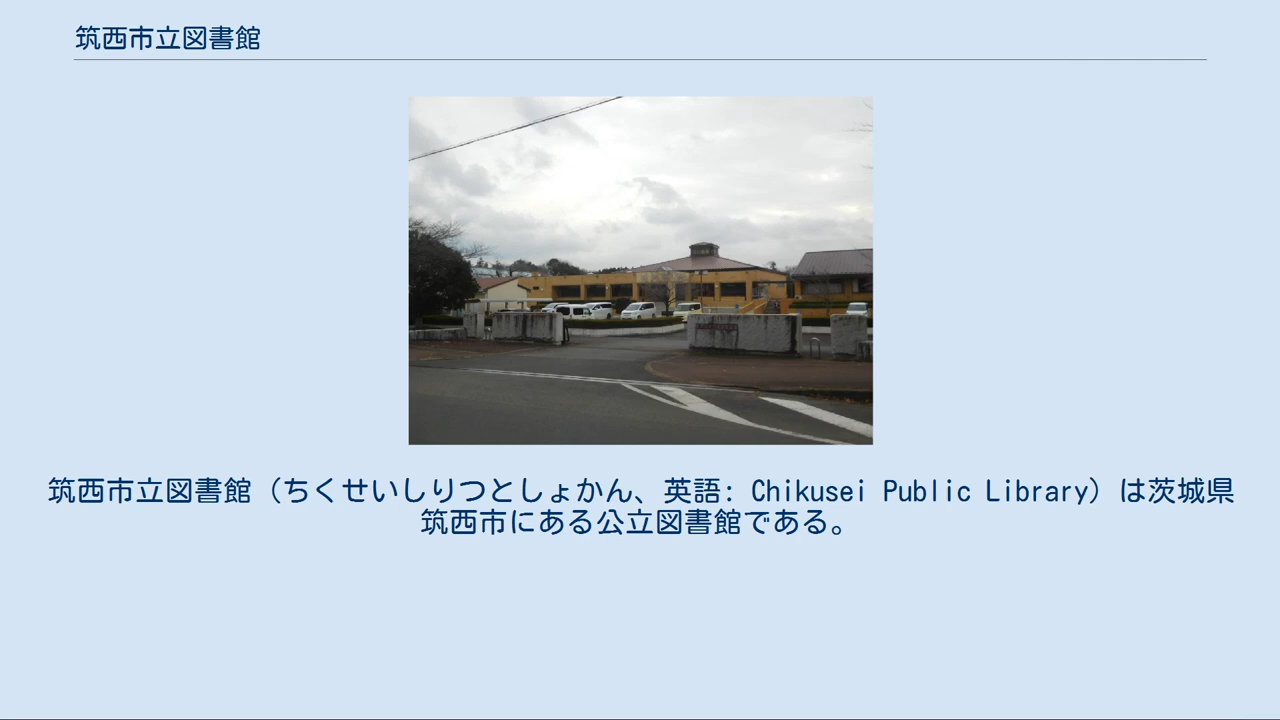 筑西市立図書館
筑西市立図書館（ちくせいしりつとしょかん、英語: Chikusei Public Library）は茨城県
筑西市にある公立図書館である。